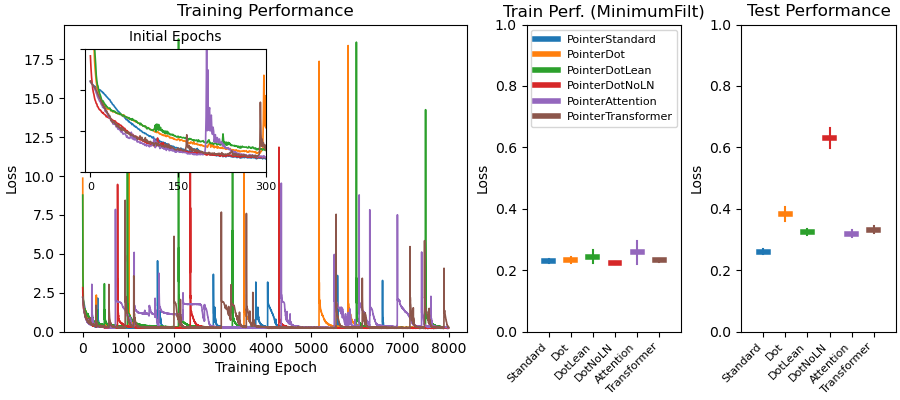 Training Performance
Train Perf. (MinimumFilt)
Test Performance
Initial Epochs
Loss
17.5
15.0
12.5
10.0
7.5
5.0
2.5
0.0
0
150
300
0
1000
2000
3000
4000
5000
6000
7000
8000
Training Epoch
Loss
1.0
0.8
0.6
0.4
0.2
0.0
PointerStandard
PointerDot
PointerDotLean
PointerDotNoLN
PointerAttention
PointerTransformer
Standard
Dot
DotLean
DotNoLN
Attention
Transformer
Loss
1.0
0.8
0.6
0.4
0.2
0.0
Standard
Dot
DotLean
DotNoLN
Attention
Transformer